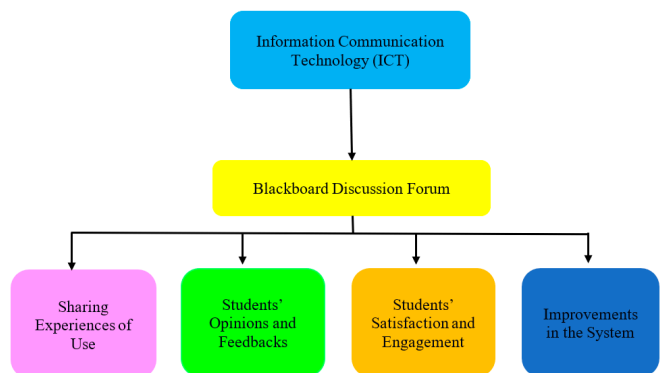 Information Communication
Technology (ICT)
Blackboard Discussion Forum
Sharing
Experiences of
Use
Students’
Opinions and
Feedbacks
Students’
Satisfaction and
Engagement
Improvements
in the System